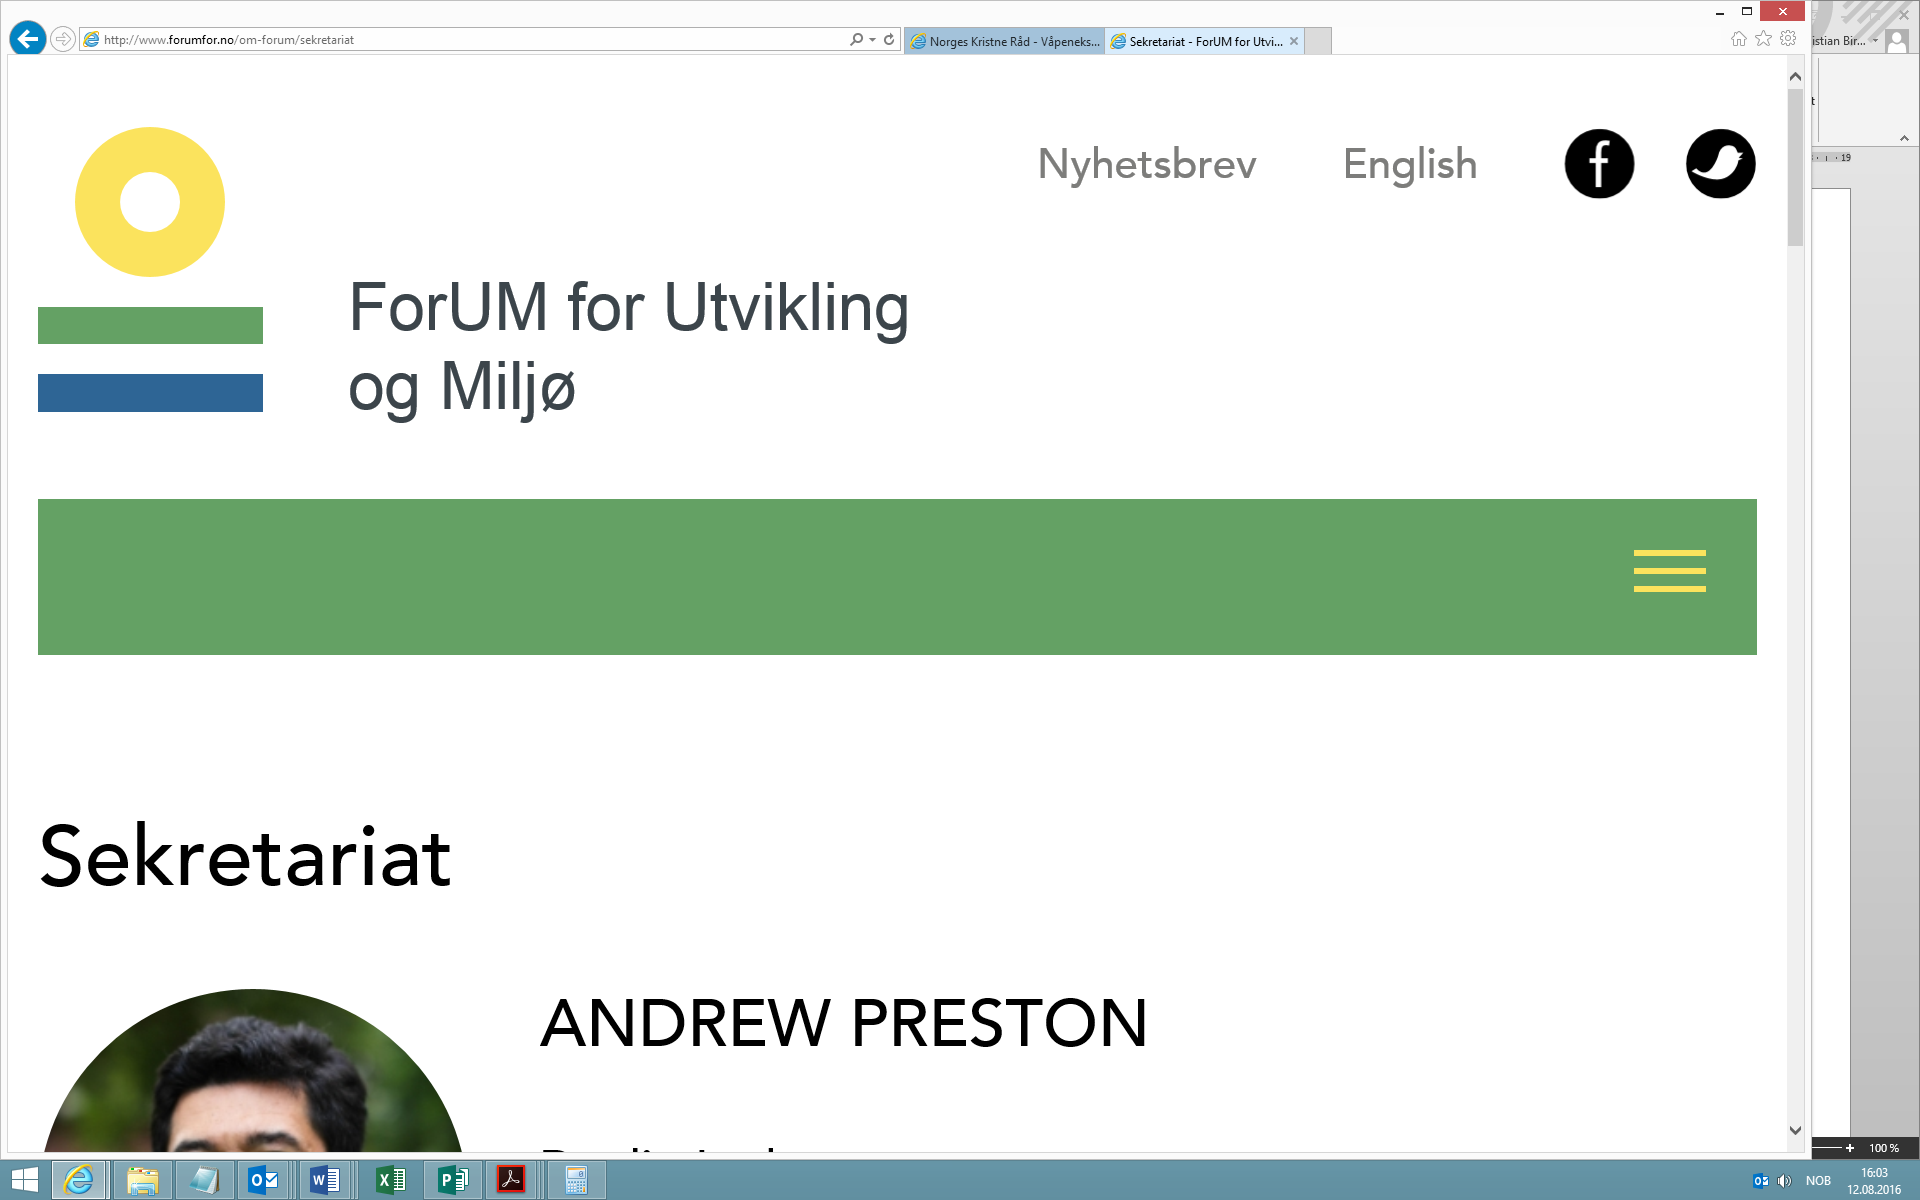 http://www.forumfor.no/om-forum/sekretariat
Norges Kristne Råd - Våpeneks...
Sekretariat - ForUM for Utvi...
istian Bir...
19
Nyhetsbrev
English
ForUM for Utvikling
og Miljø
Sekretariat
ANDREW PRESTON
100 %
NOB
16:03
12.08.2016